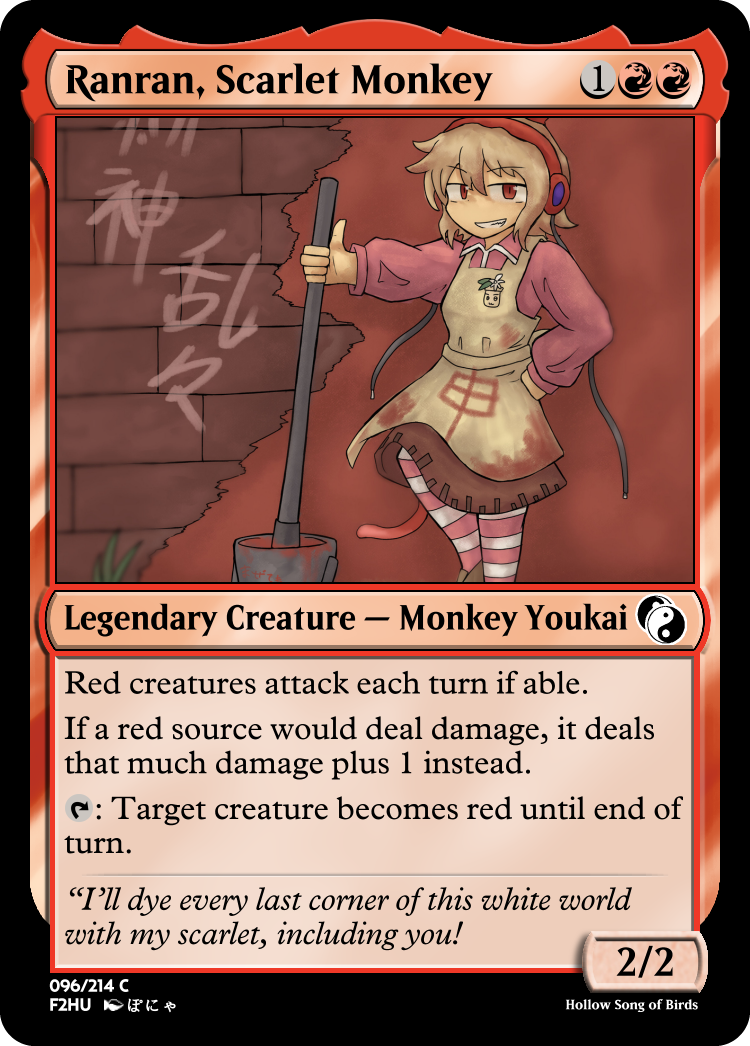 Ranran, Scarlet Monkey 1
神
乱
々
Legendary Creature — Monkey Youkai
Red creatures attack each turn if able.
If a red source would deal damage, it deals
that much damage plus 1 instead.
: Target creature becomes red until end of
turn.
“I’ll dye every last corner of this white world
with my scarlet, including you!
2/2
096/214 C
F2HU ぽにゃ
Hollow Song of Birds